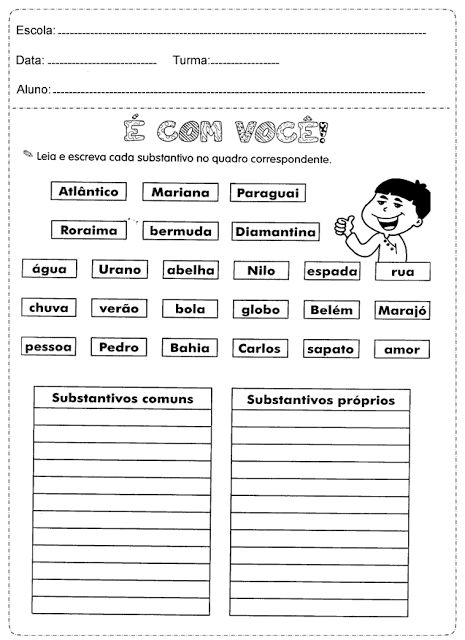 Escola:
Data: Turma:
Aluno:
É COM VOCÊ!
Leia e escreva cada substantivo no quadro correspondente.
Atlântico Mariana Paraguai
Roraima bermuda Diamantina
água Urano abelha Nilo espada rua
chuva verão bola globo Belém Marajó
pessoa Pedro Bahia Carlos sapato amor
Substantivos comuns Substantivos próprios